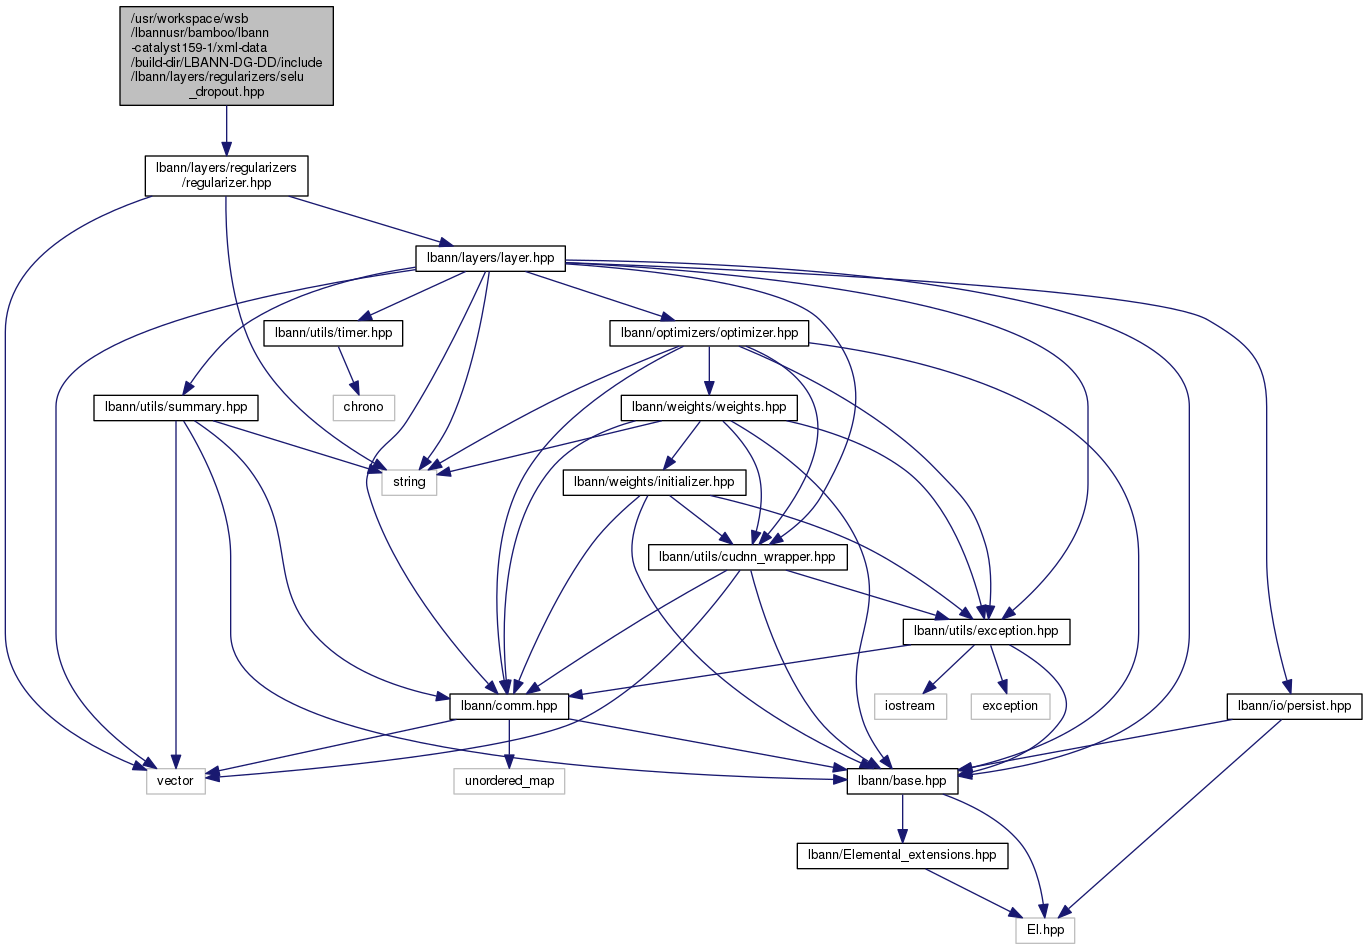 /usr/workspace/wsb
/lbannusr/bamboo/lbann
-catalyst159-1/xml-data
/build-dir/LBANN-DG-DD/include
/lbann/layers/regularizers/selu
_dropout.hpp
lbann/layers/regularizers
/regularizer.hpp
lbann/layers/layer.hpp
lbann/utils/timer.hpp
lbann/optimizers/optimizer.hpp
lbann/utils/summary.hpp
chrono
lbann/weights/weights.hpp
string
lbann/weights/initializer.hpp
lbann/utils/cudnn_wrapper.hpp
lbann/utils/exception.hpp
lbann/comm.hpp
iostream
exception
lbann/io/persist.hpp
vector
unordered_map
lbann/base.hpp
lbann/Elemental_extensions.hpp
El.hpp